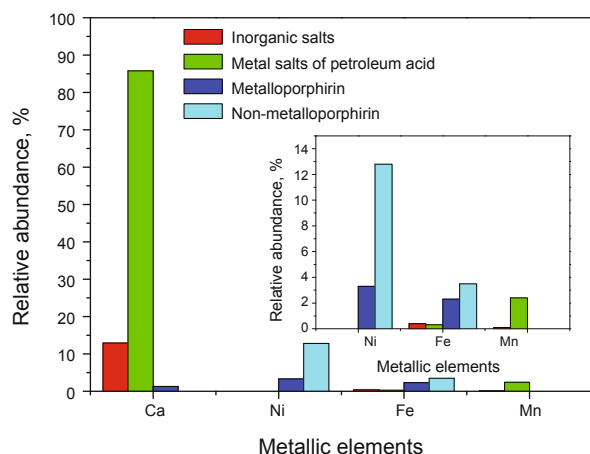 100
90
80
70
60
50
40
30
20
10
0
Relative abundance, %
Inorganic salts
Metal salts of petroleum acid
Metalloporphirin
Non-metalloporphirin
14
12
10
8
6
4
2
0
Relative abundance, %
Ni Fe Mn
Metallic elements
Ca Ni Fe Mn
Metallic elements